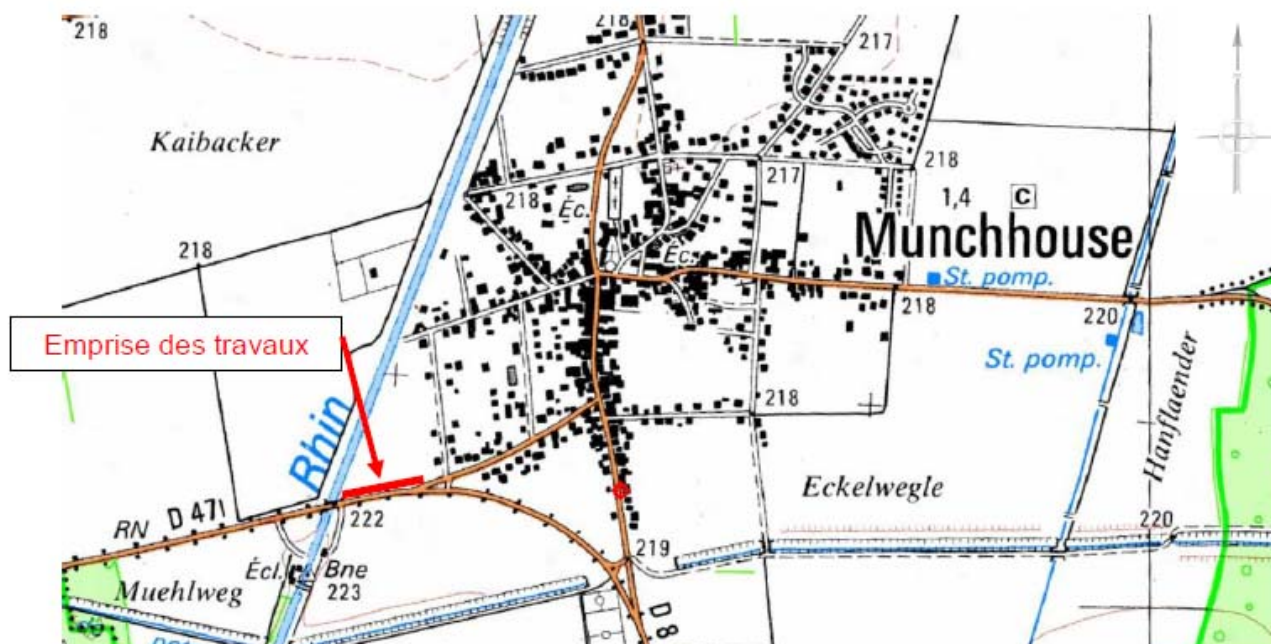 218
218
217
Kaibacker
218
217
218
1,4
C
Éc.
Munchhouse
218
Éc.
St. pomp.
218
220
Emprise des travaux
St. pomp.
Rhin
218
Hanflaender
Eckelwegle
222
RN
D 471
220
219
Écl.
Bne
223
Muehlweg
D 8